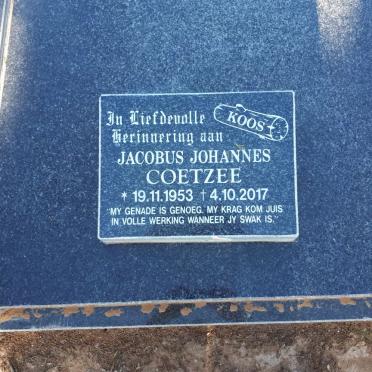 In Liefdevolle
Herinnering aan
KOOS
JACOBUS JOHANNES
COETZEE
* 19.11.1953 † 4.10.2017
"MY GENADE IS GENOEG. MY KRAG KOM JUIS
IN VOLLE WERKING WANNEER JY SWAK IS."